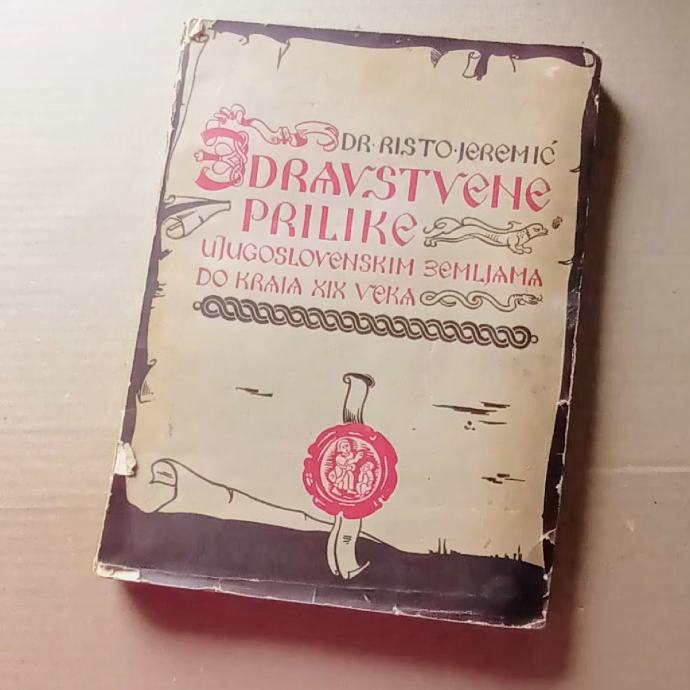 DR·RISTO·JEREMIĆ
ZDRAVSTVENE
PRILIKE
U JUGOSLOVENSKIM ZEMLJAMA
DO KRAJA XIX VEKA